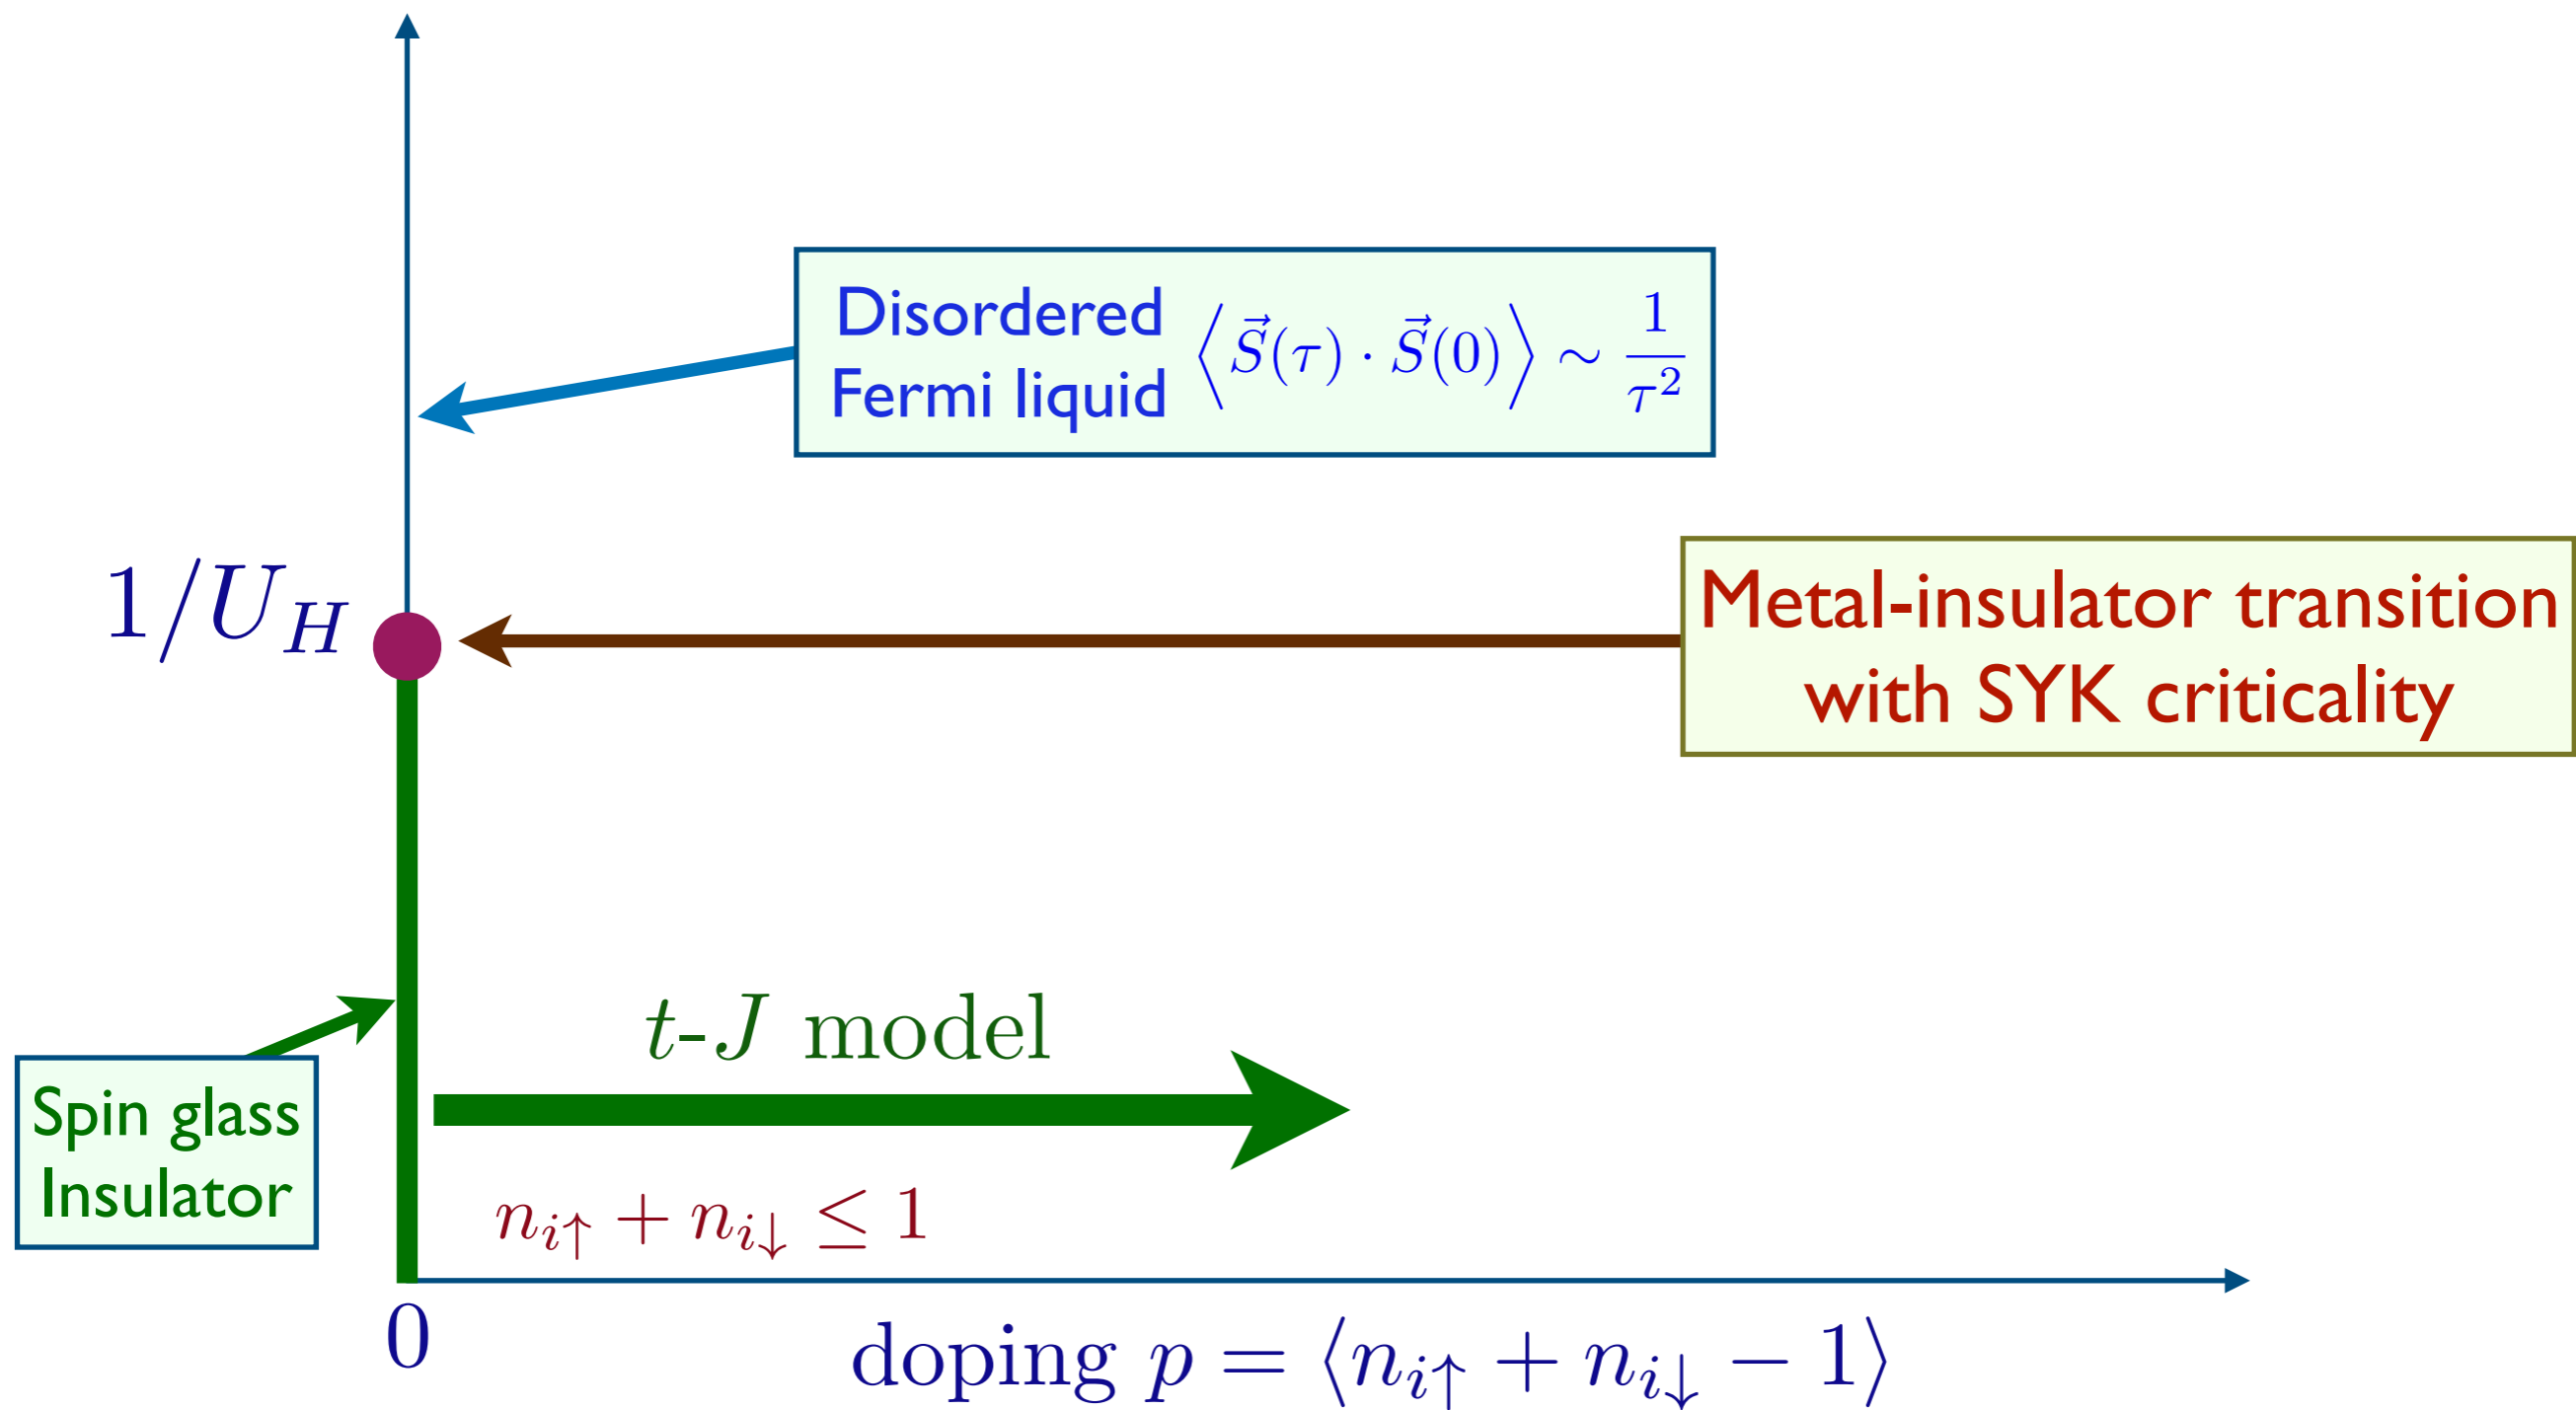 Disordered
Fermi liquid
⟨S⃗(τ) · S⃗(0)⟩ ∼ 1/τ²
1/U_H
Metal-insulator transition
with SYK criticality
t-J model
Spin glass
Insulator
n_{i↑} + n_{i↓} ≤ 1
0
doping p = ⟨n_{i↑} + n_{i↓} − 1⟩